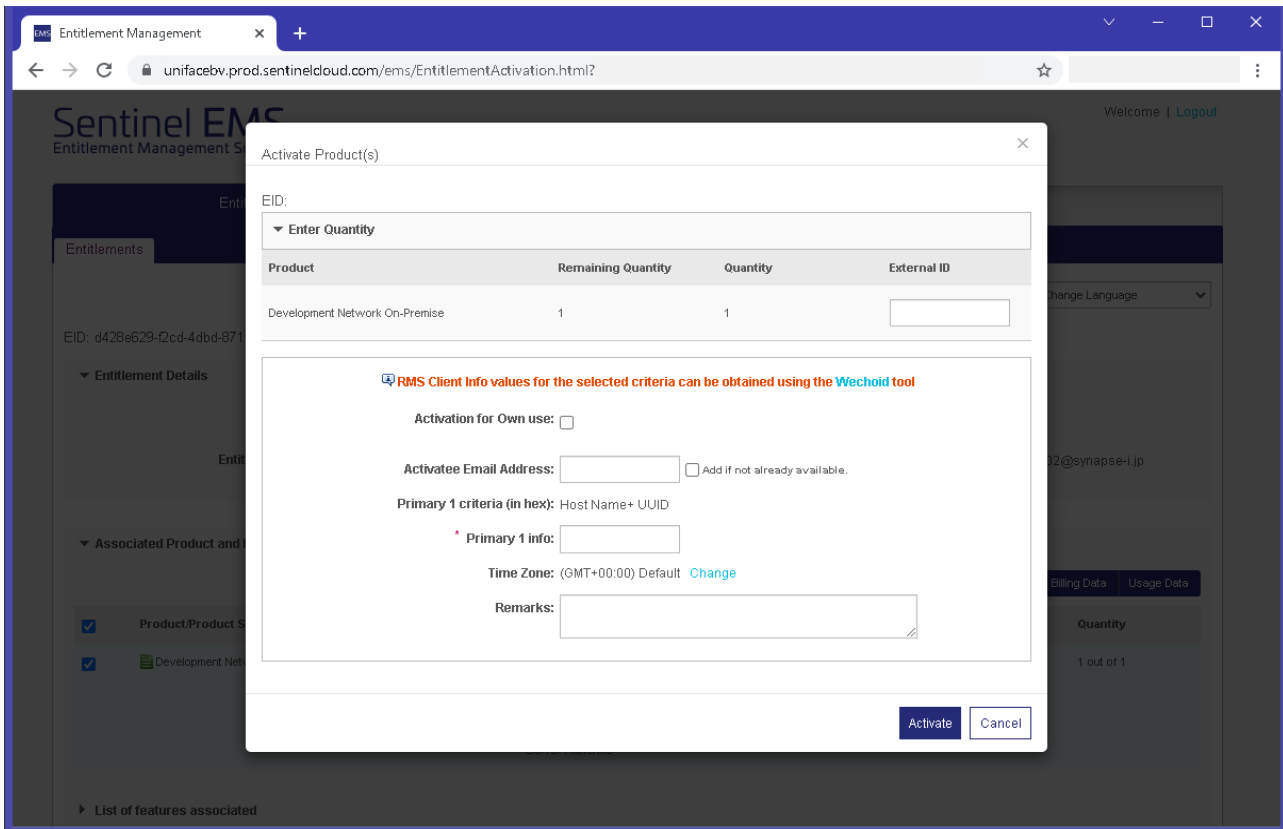 EMS Entitlement Management
unifacebv.prod.sentinelcloud.com/ems/EntitlementActivation.html?
Sentinel EMS
Welcome | Logout
Entitlement Management
Activate Product(s)
EID:
Entitlements
Enter Quantity
Product Remaining Quantity Quantity External ID
Change Language
Development Network On-Premise 1 1
EID: d428e629-f2cd-4dbd-871
Entitlement Details
RMS Client Info values for the selected criteria can be obtained using the Wechoid tool
Activation for Own use:
Activatee Email Address: Add if not already available.
02@synapse-i.jp
Primary 1 criteria (in hex): Host Name+ UUID
* Primary 1 info:
Associated Product and
Time Zone: (GMT+00:00) Default Change
Billing Data Usage Data
Remarks:
Product/Product S
Quantity
Development Netw
1 out of 1
Activate Cancel
List of features associated